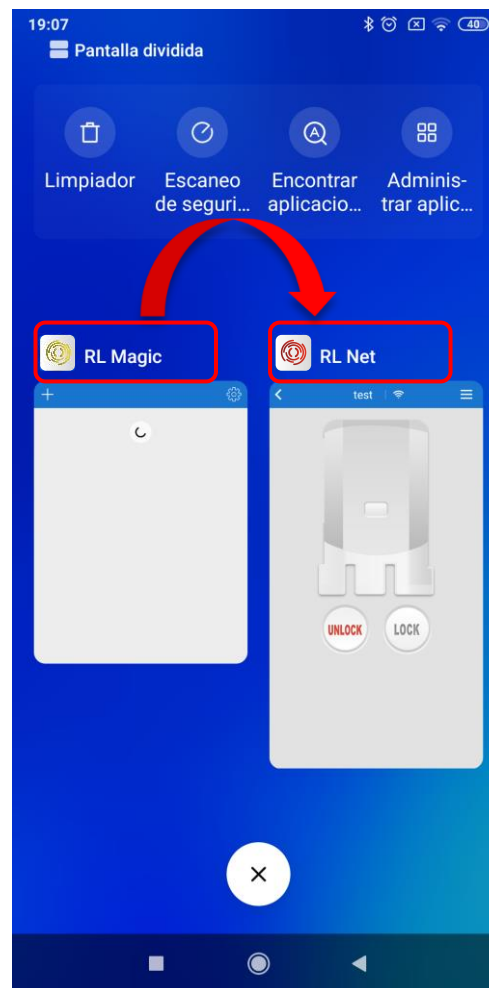 19:07
40
Pantalla dividida
Limpiador
Escaneo
de seguri...
Encontrar
aplicacio...
Adminis-
trar aplic...
RL Magic
RL Net
test
UNLOCK
LOCK